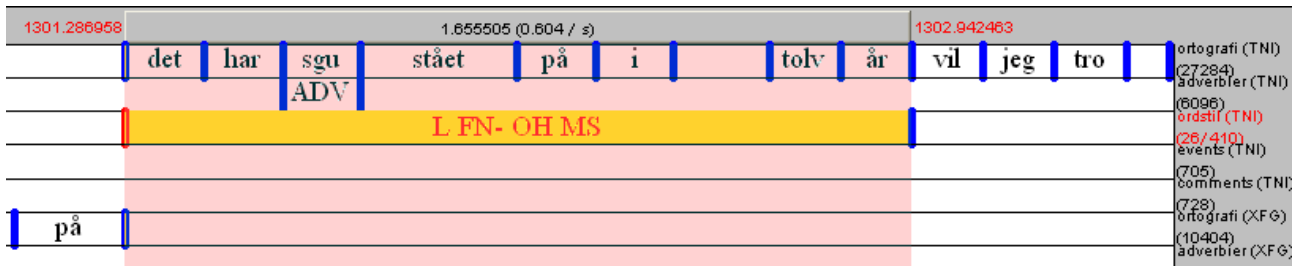 1301.286958 1.655505 (0.604 / s) 1302.942463
det har sgu stået på i tolv år vil jeg tro ortografi (TNI)
(27284)
ADV adverbier (TNI)
(6096)
L FN- OH MS ordstil (TNI)
(26/410)
events (TNI)
(705)
comments (TNI)
(728)
på ortografi (XFG)
(10404)
adverbier (XFG)